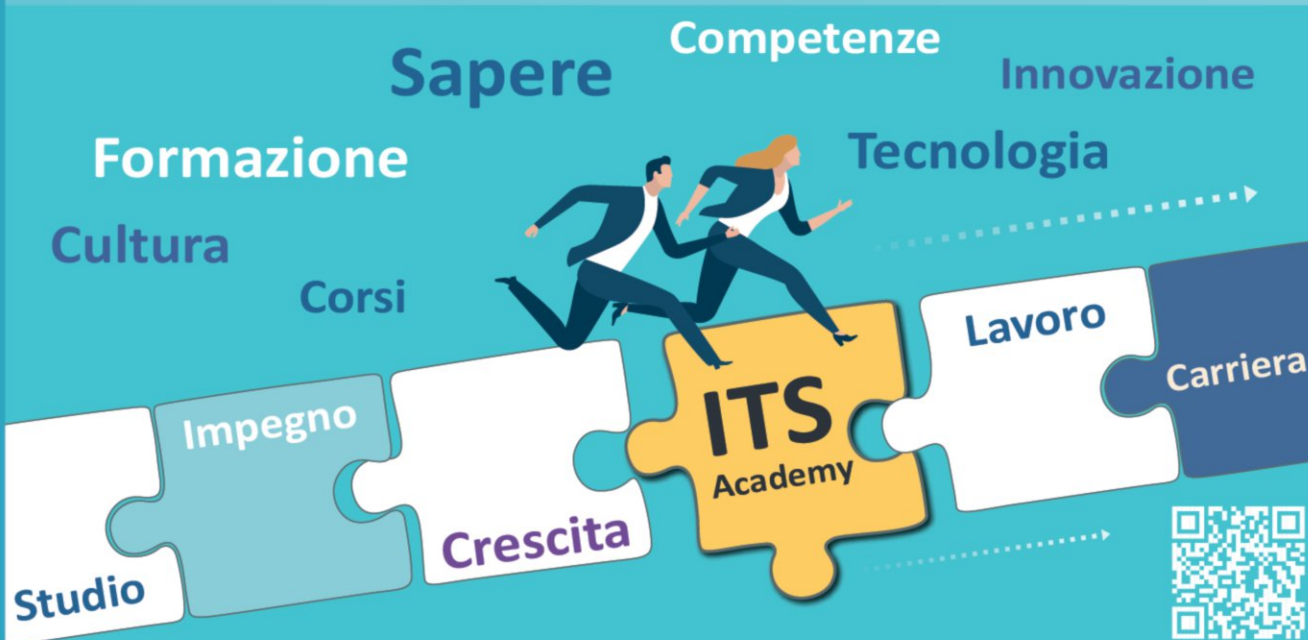 Competenze
Sapere
Innovazione
Formazione
Tecnologia
Cultura
Corsi
Studio
Impegno
Crescita
ITS
Academy
Lavoro
Carriera